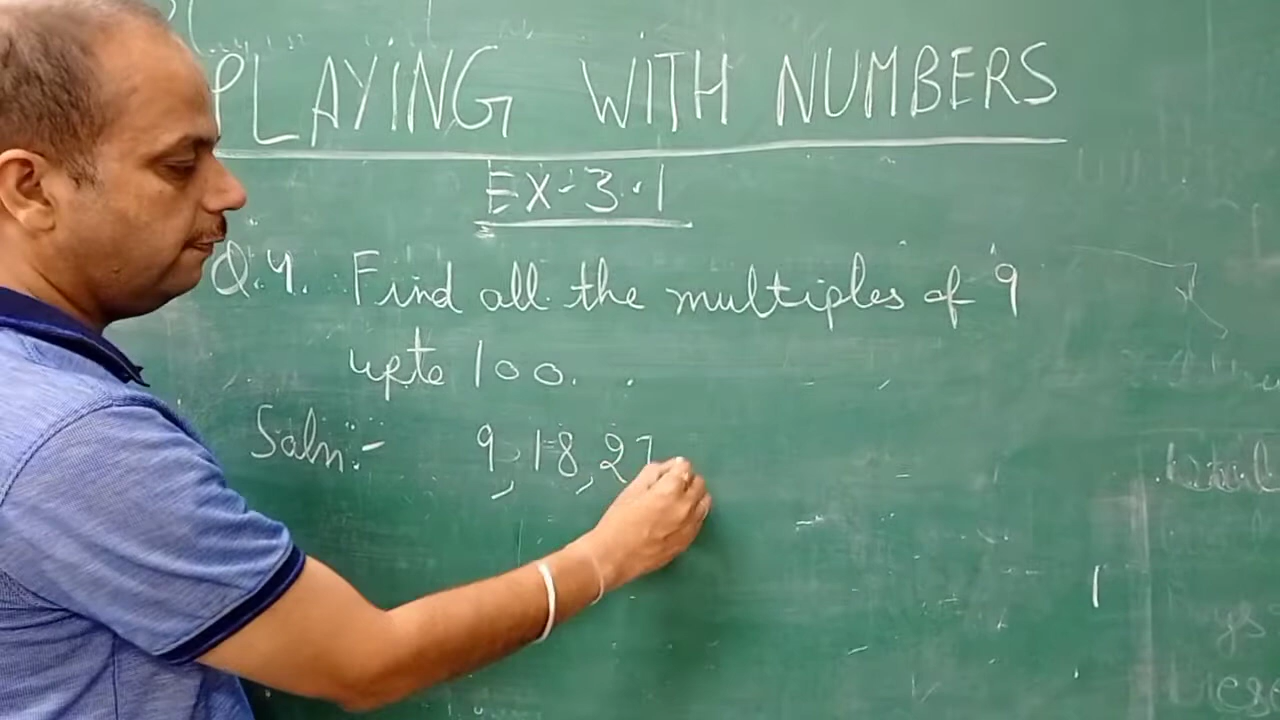 PLAYING WITH NUMBERS
EX-3.1
Q.4. Find all the multiples of 9
upto 100.
Soln:- 9, 18, 27